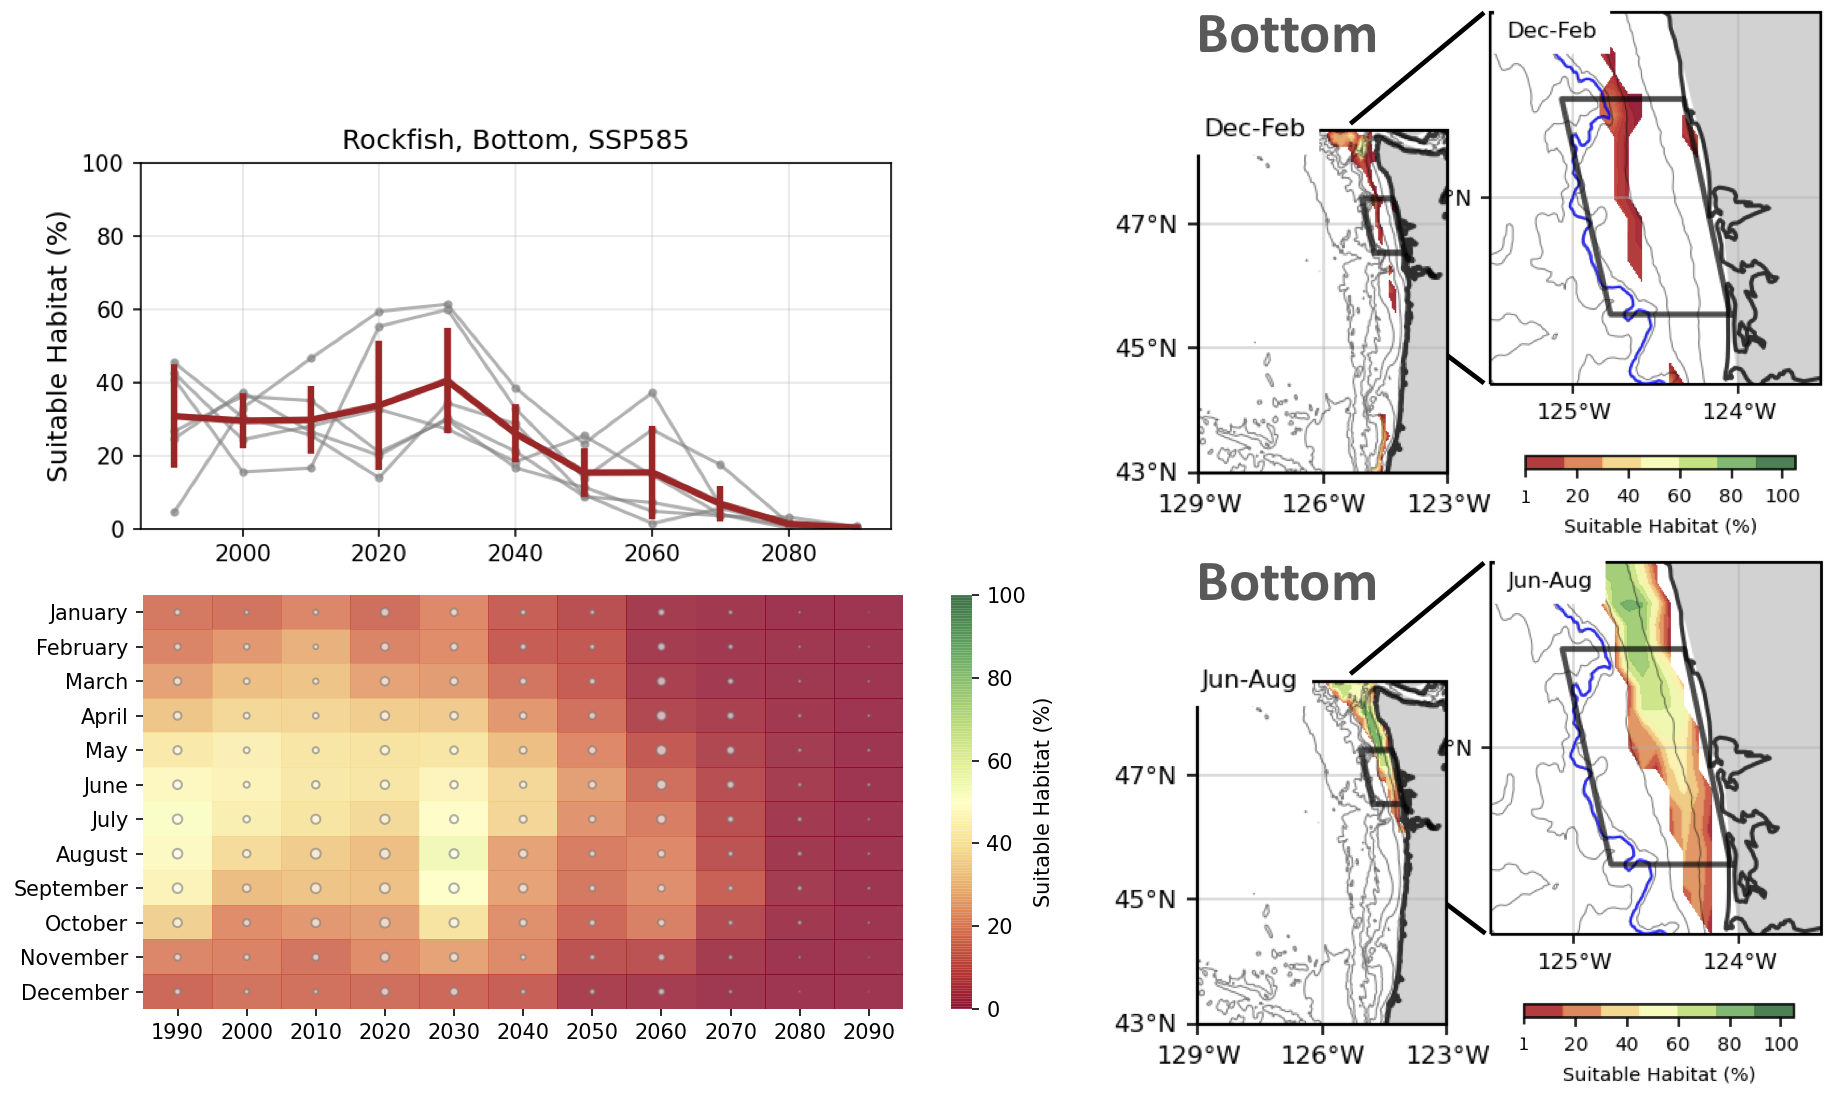 Rockfish, Bottom, SSP585
Suitable Habitat (%)
100
80
60
40
20
0
2000
2020
2040
2060
2080
January
February
March
April
May
June
July
August
September
October
November
December
1990
2000
2010
2020
2030
2040
2050
2060
2070
2080
2090
100
80
60
40
20
0
Suitable Habitat (%)
Bottom
Dec-Feb
47°N
45°N
43°N
129°W
126°W
123°W
Dec-Feb
°N
125°W
124°W
1
20
40
60
80
100
Suitable Habitat (%)
Bottom
Jun-Aug
47°N
45°N
43°N
129°W
126°W
123°W
Jun-Aug
°N
125°W
124°W
1
20
40
60
80
100
Suitable Habitat (%)